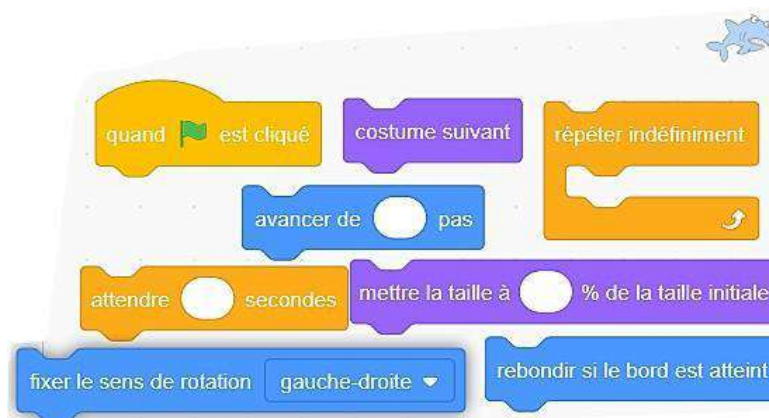 quand est cliqué
costume suivant
répéter indéfiniment
avancer de pas
attendre secondes
mettre la taille à % de la taille initiale
fixer le sens de rotation gauche-droite
rebondir si le bord est atteint